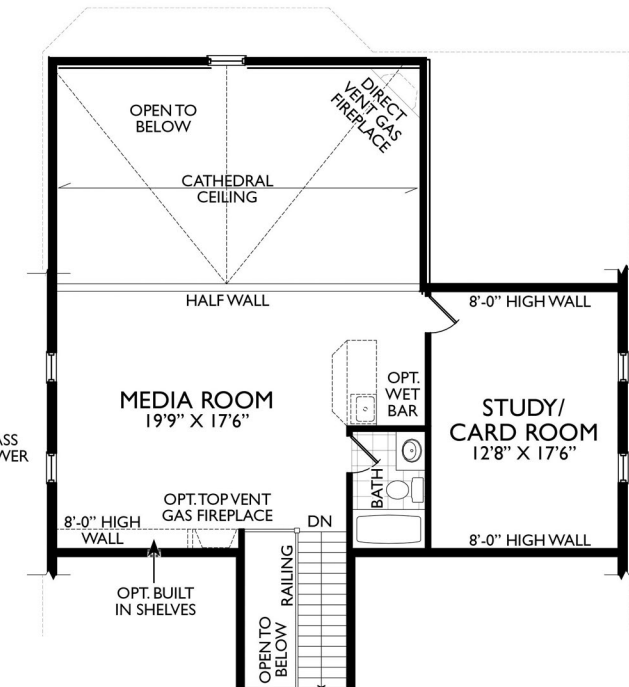 DIRECT
VENT GAS
FIREPLACE
OPEN TO
BELOW
CATHEDRAL
CEILING
HALF WALL
8'-0" HIGH WALL
MEDIA ROOM
19'9" X 17'6"
OPT.
WET
BAR
STUDY/
CARD ROOM
12'8" X 17'6"
BATH
OPT. TOP VENT
GAS FIREPLACE
8'-0" HIGH
WALL
DN
8'-0" HIGH WALL
OPT. BUILT
IN SHELVES
RAILING
OPEN TO
BELOW